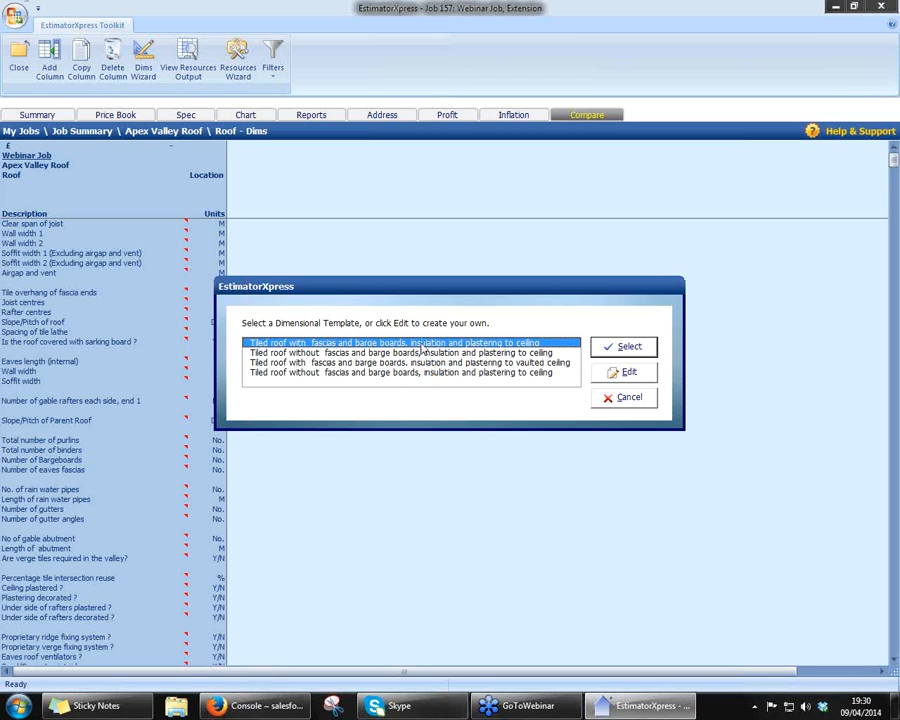 EstimatorXpress - Job 157: Webinar Job, Extension
EstimatorXpress Toolkit
Close
Add Column
Copy Column
Delete Column
Dims Wizard
View Resources Output
Resources Wizard
Filters
Summary
Price Book
Spec
Chart
Reports
Address
Profit
Inflation
Compare
My Jobs \ Job Summary \ Apex Valley Roof \ Roof - Dims
Help & Support
£ -
Webinar Job
Apex Valley Roof
Roof Location
Description Units
Clear span of joist M
Wall width 1 M
Wall width 2 M
Soffit width 1 (Excluding airgap and vent) M
Soffit width 2 (Excluding airgap and vent) M
Airgap and vent M
Tile overhang of fascia ends
Joist centres
Rafter centres
Slope/Pitch of roof
Spacing of tile lathe
Is the roof covered with sarking board ?
Eaves length (internal)
Wall width
Soffit width
Number of gable rafters each side, end 1
Slope/Pitch of Parent Roof
Total number of purlins No.
Total number of binders No.
Number of Bargeboards No.
Number of eaves fascias No.
No. of rain water pipes No.
Length of rain water pipes M
Number of gutters No.
Number of gutter angles No.
No of gable abutment No.
Length of abutment M
Are verge tiles required in the valley? Y/N
Percentage tile intersection reuse %
Ceiling plastered ? Y/N
Plastering decorated ? Y/N
Under side of rafters plastered ? Y/N
Under side of rafters decorated ? Y/N
Proprietary ridge fixing system ? Y/N
Proprietary verge fixing system ? Y/N
Eaves roof ventilators ? Y/N
EstimatorXpress
Select a Dimensional Template, or click Edit to create your own.
Tiled roof with fascias and barge boards, insulation and plastering to ceiling
Tiled roof without fascias and barge boards, insulation and plastering to ceiling
Tiled roof with fascias and barge boards. insulation and plastering to vaulted ceiling
Tiled roof without fascias and barge boards, insulation and plastering to ceiling
Select
Edit
Cancel
Ready
Sticky Notes
Console ~ salesfo...
Skype
GoToWebinar
EstimatorXpress - ...
19:30
09/04/2014